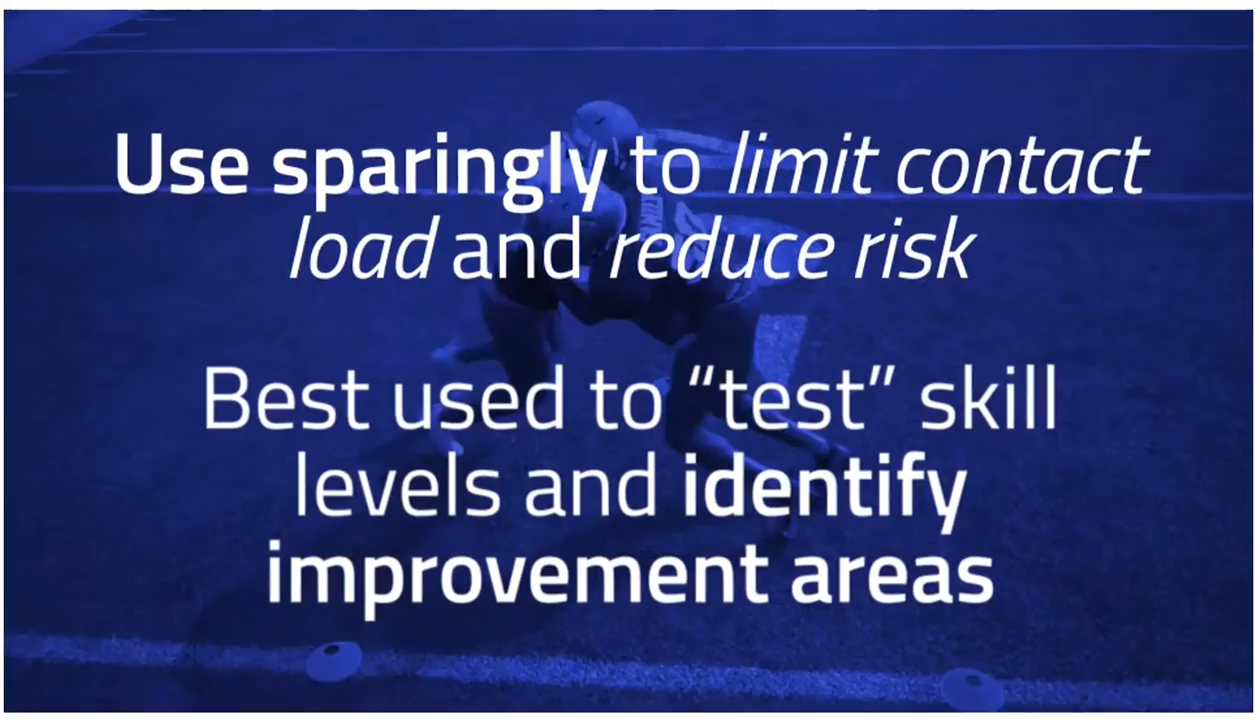 Use sparingly to limit contact
load and reduce risk
Best used to “test” skill
levels and identify
improvement areas